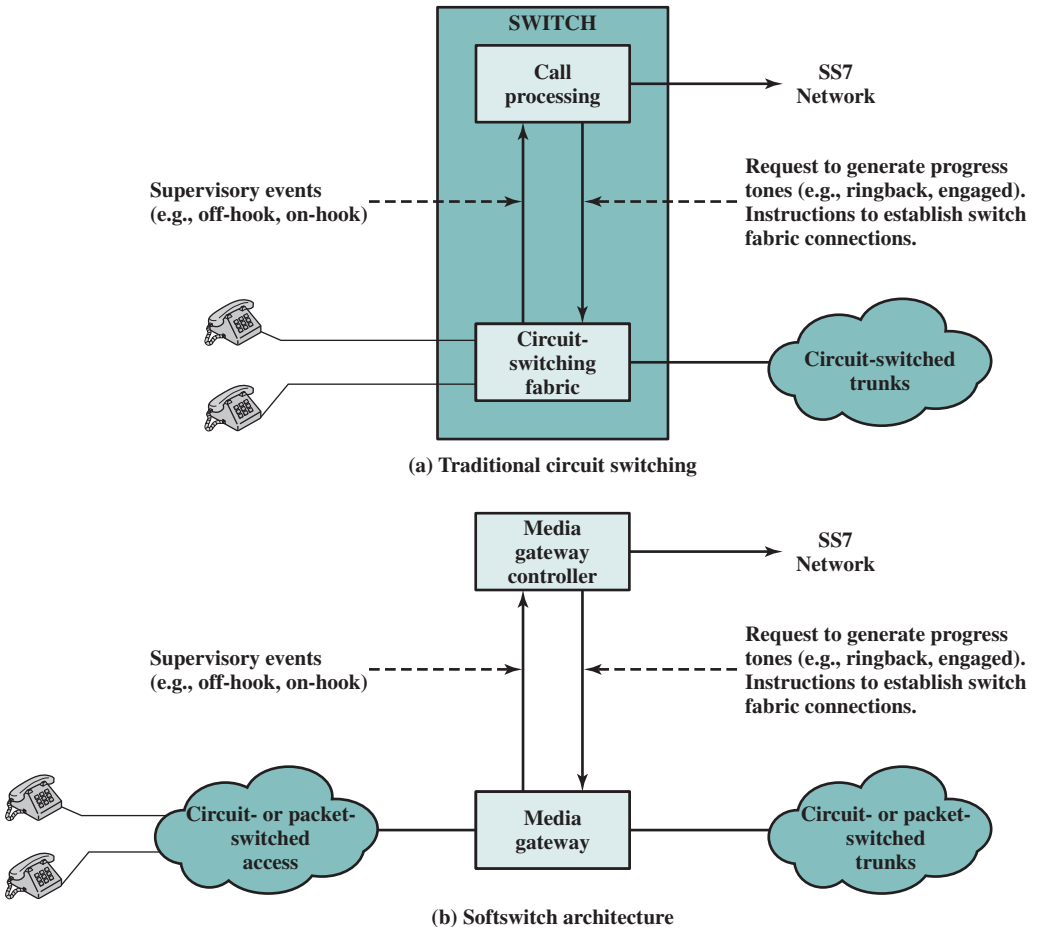 SWITCH
Call
processing
SS7
Network
Supervisory events
(e.g., off-hook, on-hook)
Request to generate progress
tones (e.g., ringback, engaged).
Instructions to establish switch
fabric connections.
Circuit-
switching
fabric
Circuit-switched
trunks
(a) Traditional circuit switching
Media
gateway
controller
SS7
Network
Supervisory events
(e.g., off-hook, on-hook)
Request to generate progress
tones (e.g., ringback, engaged).
Instructions to establish switch
fabric connections.
Circuit- or packet-
switched
access
Media
gateway
Circuit- or packet-
switched
trunks
(b) Softswitch architecture